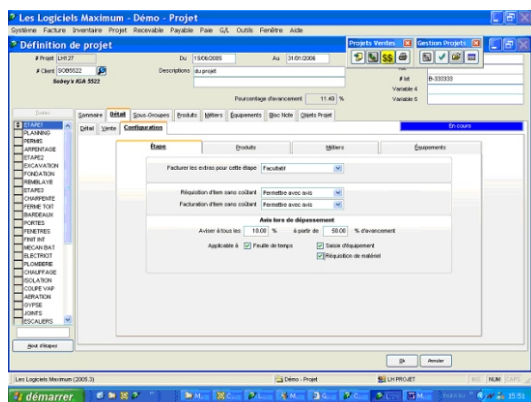 Les Logiciels Maximum - Démo - Projet
Système Facture Inventaire Projet Recevable Payable Paie G/L Outils Fenêtre Aide
Définition de projet
Projets Ventes
Gestion Projets
# Projet LH127 Du 15/06/2005 Au 31/01/2006
# Client SOB5522 Descriptions du projet
Sodrey's ASA 5522
# lot B-333333
Variable 4
Pourcentage d'avancement 11.49 % Variable 5
Sommaire Détail Sous-Groupes Produits Métiers Équipements Bloc Note Objets Projet
Détail Vente Configuration En cours
ETAPE1
PLANNING
PERMIS
ARPENTAGE
ETAPE2
EXCAVATION
FONDATION
REMBLAYE
ETAPE3
CHARPENTE
FERME TOIT
BARDEAUX
PORTES
FENETRES
FINIT INT
MECAN BAT
ELECTRIOT
PLOMBERIE
CHAUFFAGE
ISOLATION
COUPE VAP
AERATION
GYPSE
JOINTS
ESCALIERS
Étape Produits Métiers Équipements
Facturer les extras pour cette étape Facultatif
Réquisition d'item sans coûtant Permettre avec avis
Facturation d'item sans coûtant Permettre avec avis
Avis lors de dépassement
Aviser à tous les 10.00 % à partir de 50.00 % d'avancement
Applicable à Feuille de temps Saisie d'équipement
Réquisition de matériel
Ajout d'étapes
Ok Annuler
Les Logiciels Maximum (2005.3) Démo - Projet LH PROJET INS NUM CAPS
démarrer 15:51